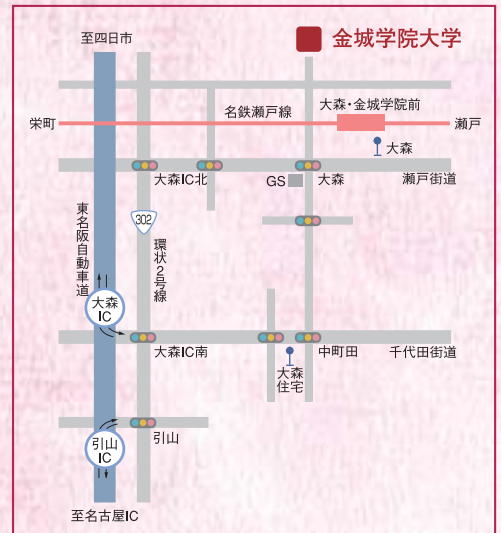 至四日市
金城学院大学
大森・金城学院前
名鉄瀬戸線
栄町
瀬戸
大森
大森IC北
GS
大森
瀬戸街道
東名阪自動車道
302
環状2号線
大森
IC
大森IC南
中町田
千代田街道
大森
住宅
引山
引山
IC
至名古屋IC